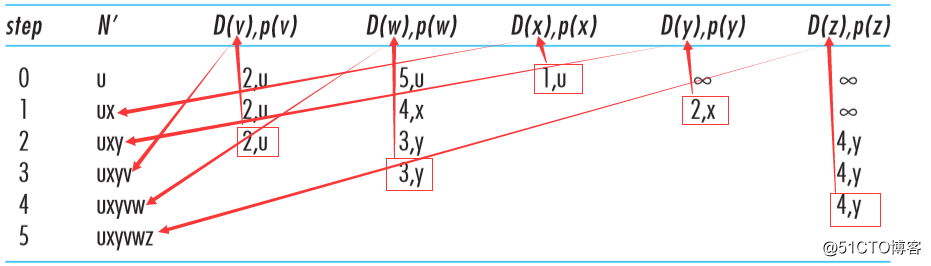 step N’ D(v),p(v) D(w),p(w) D(x),p(x) D(y),p(y) D(z),p(z)
0 u 2,u 5,u 1,u ∞ ∞
1 ux 2,u 4,x 2,x ∞
2 uxy 2,u 3,y 4,y
3 uxyv 3,y 4,y
4 uxyvw 4,y
5 uxyvwz
@51CTO博客